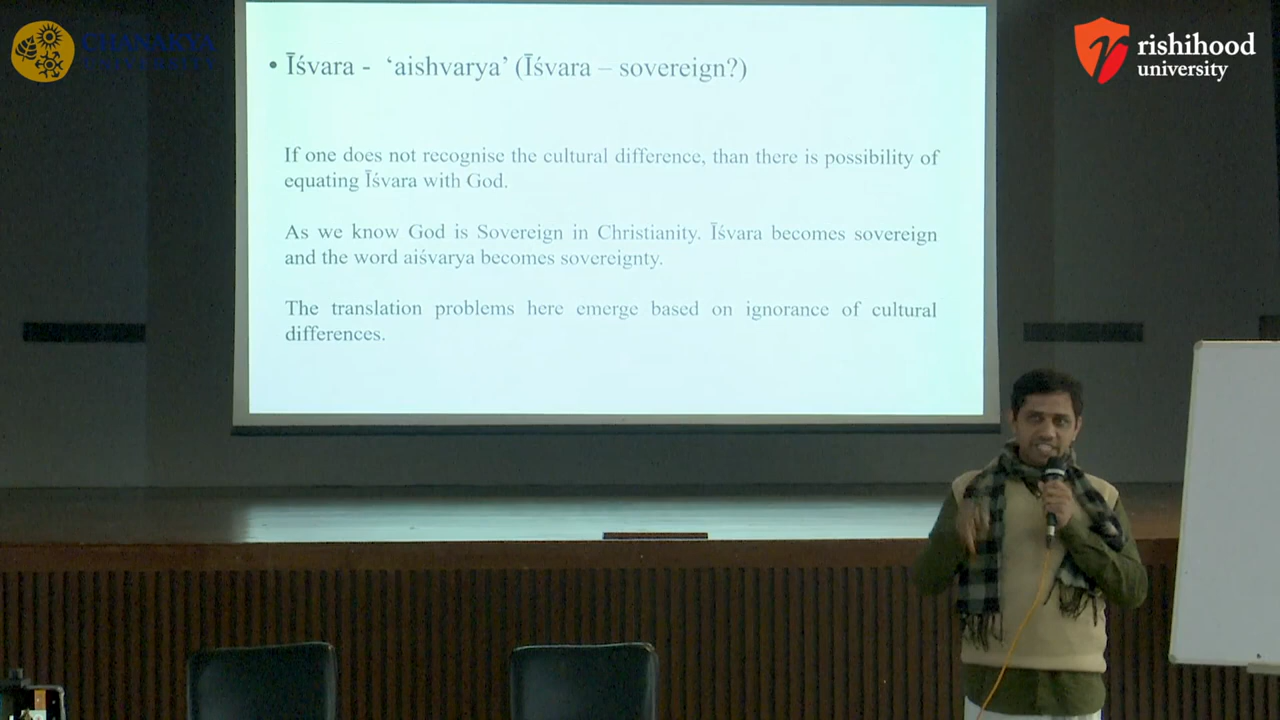 CHANAKYA
UNIVERSITY
rishihood
university
• Īśvara - ‘aishvarya’ (Īśvara – sovereign?)
If one does not recognise the cultural difference, than there is possibility of
equating Īśvara with God.
As we know God is Sovereign in Christianity. Īśvara becomes sovereign
and the word aiśvarya becomes sovereignty.
The translation problems here emerge based on ignorance of cultural
differences.